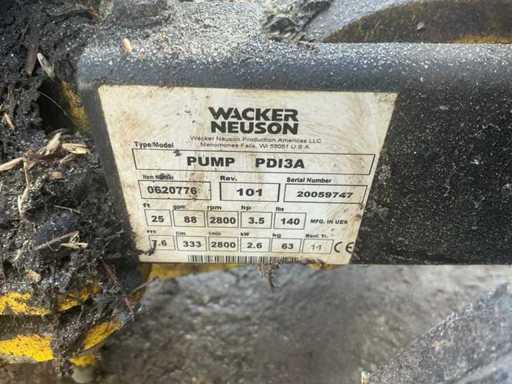 WACKER
NEUSON
Wacker Neuson Production Americas LLC
Menomonee Falls, WI 53051 U.S.A.
Type/Model
PUMP PDI3A
Item Number Rev. Serial Number
0620776 101 20059747
ft gpm rpm hp lbs
25 88 2800 3.5 140 MFG. IN USA
l/min kW kg
7.6 333 2800 2.6 63 11 CE